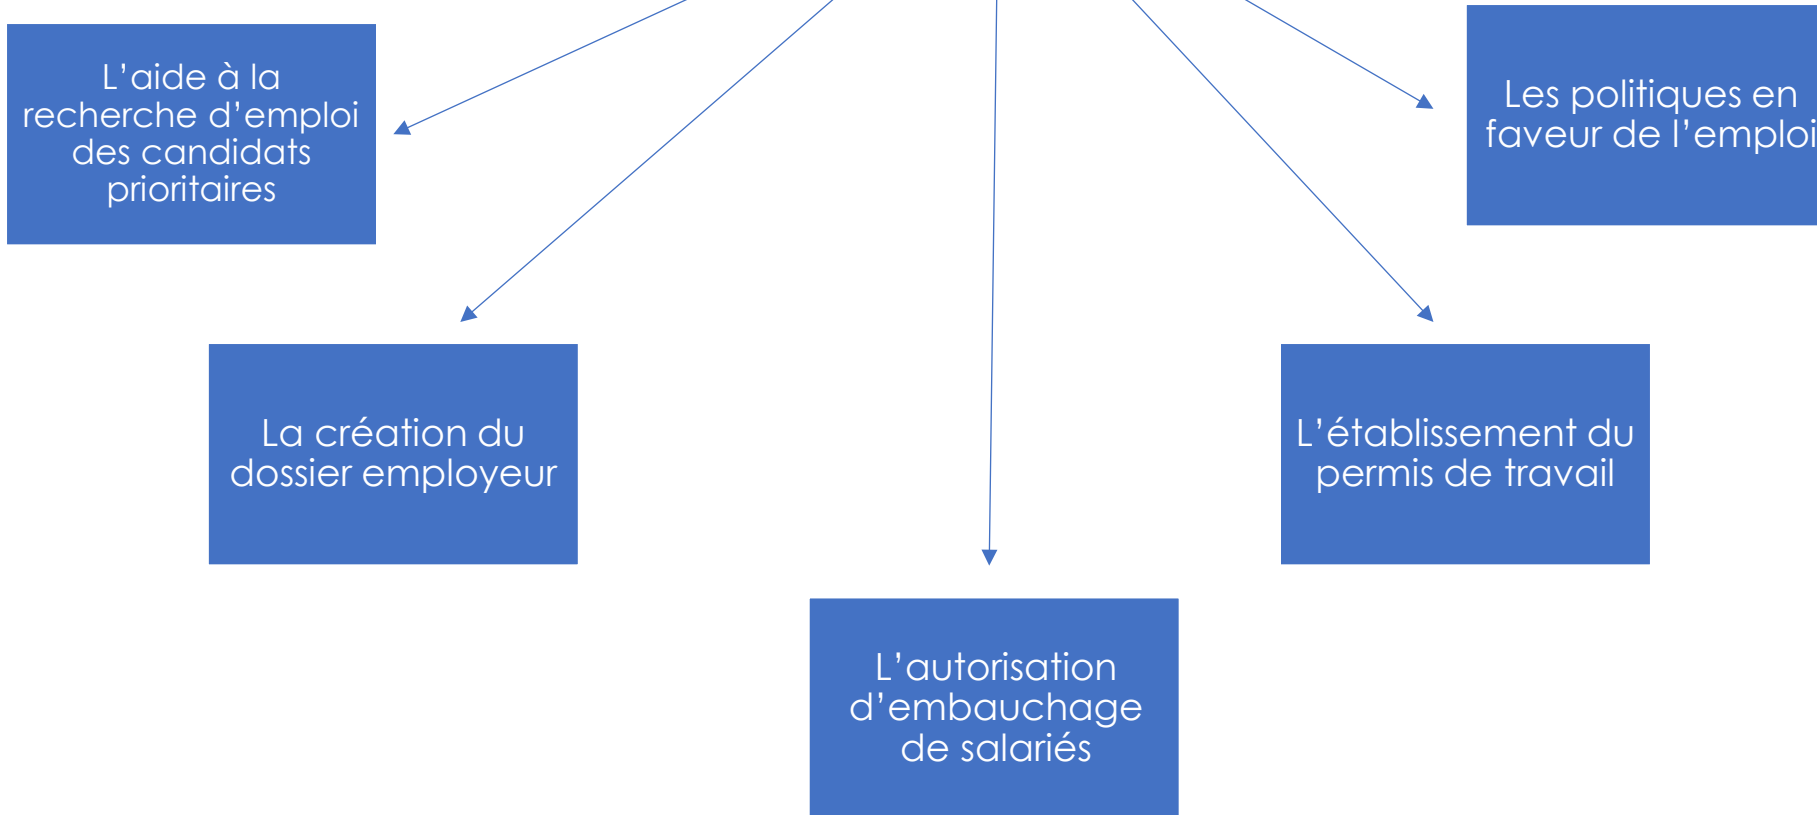 L’aide à la
recherche d’emploi
des candidats
prioritaires
Les politiques en
faveur de l’emploi
La création du
dossier employeur
L’établissement du
permis de travail
L’autorisation
d’embauchage
de salariés